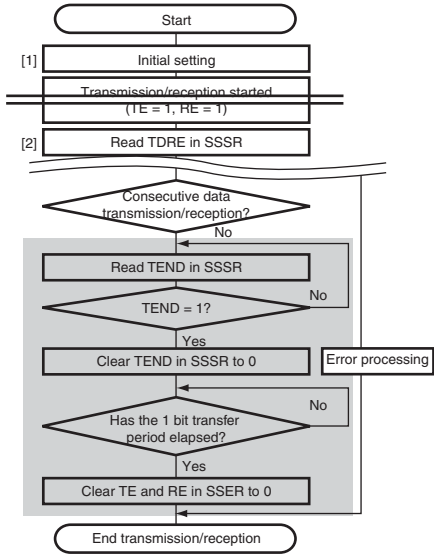 Start
[1]
Initial setting
Transmission/reception started
(TE = 1, RE = 1)
[2]
Read TDRE in SSSR
Consecutive data
transmission/reception?
No
Read TEND in SSSR
No
TEND = 1?
Yes
Clear TEND in SSSR to 0
Error processing
No
Has the 1 bit transfer
period elapsed?
Yes
Clear TE and RE in SSER to 0
End transmission/reception